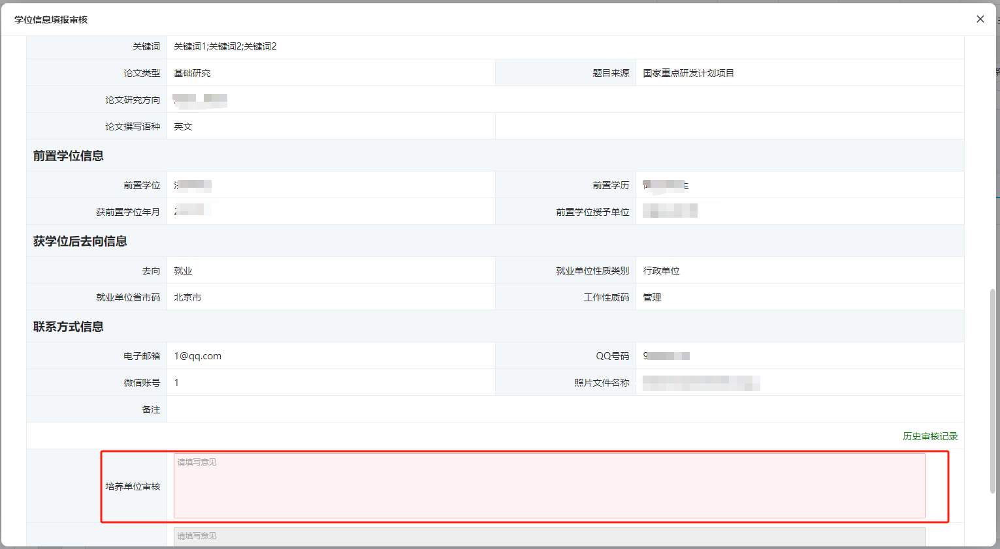 学位信息填报审核
关键词 关键词1;关键词2;关键词2
论文类型 基础研究 题目来源 国家重点研发计划项目
论文研究方向
论文撰写语种 英文
前置学位信息
前置学位 前置学历
获前置学位年月 前置学位授予单位
获学位后去向信息
去向 就业 就业单位性质类别 行政单位
就业单位省市码 北京市 工作性质码 管理
联系方式信息
电子邮箱 1@qq.com QQ号码 9
微信账号 1 照片文件名称
备注
历史审核记录
请填写意见
培养单位审核
请填写意见